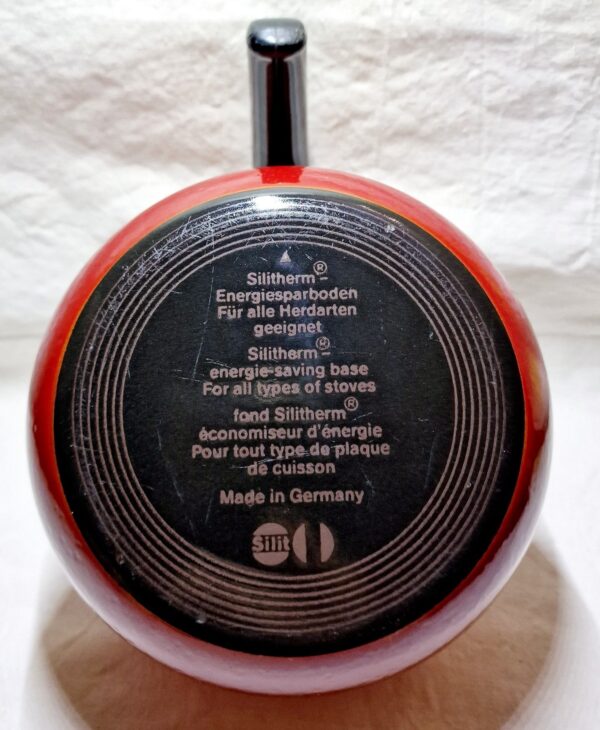 Silitherm®-
Energiesparboden
Für alle Herdarten
geeignet
Silitherm®-
energie-saving base
For all types of stoves
fond Silitherm®
économiseur d'énergie
Pour tout type de plaque
de cuisson
Made in Germany
Silit